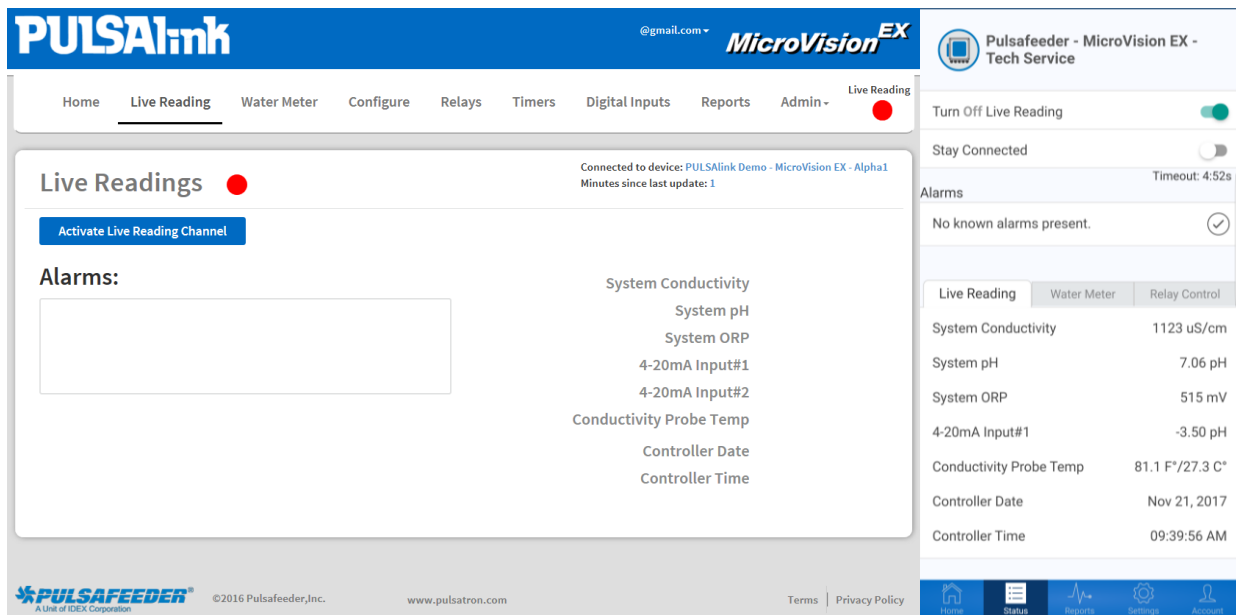 PULSAlink
@gmail.com
MicroVision EX
Home Live Reading Water Meter Configure Relays Timers Digital Inputs Reports Admin Live Reading
Live Readings
Connected to device: PULSAlink Demo - MicroVision EX - Alpha1
Minutes since last update: 1
Activate Live Reading Channel
Alarms:
System Conductivity
System pH
System ORP
4-20mA Input#1
4-20mA Input#2
Conductivity Probe Temp
Controller Date
Controller Time
PULSAFEEDER®
A Unit of IDEX Corporation
©2016 Pulsafeeder,Inc.
www.pulsatron.com
Terms | Privacy Policy
Pulsafeeder - MicroVision EX -
Tech Service
Turn Off Live Reading
Stay Connected
Timeout: 4:52s
Alarms
No known alarms present.
Live Reading Water Meter Relay Control
System Conductivity 1123 uS/cm
System pH 7.06 pH
System ORP 515 mV
4-20mA Input#1 -3.50 pH
Conductivity Probe Temp 81.1 F°/27.3 C°
Controller Date Nov 21, 2017
Controller Time 09:39:56 AM
Home Status Reports Settings Account